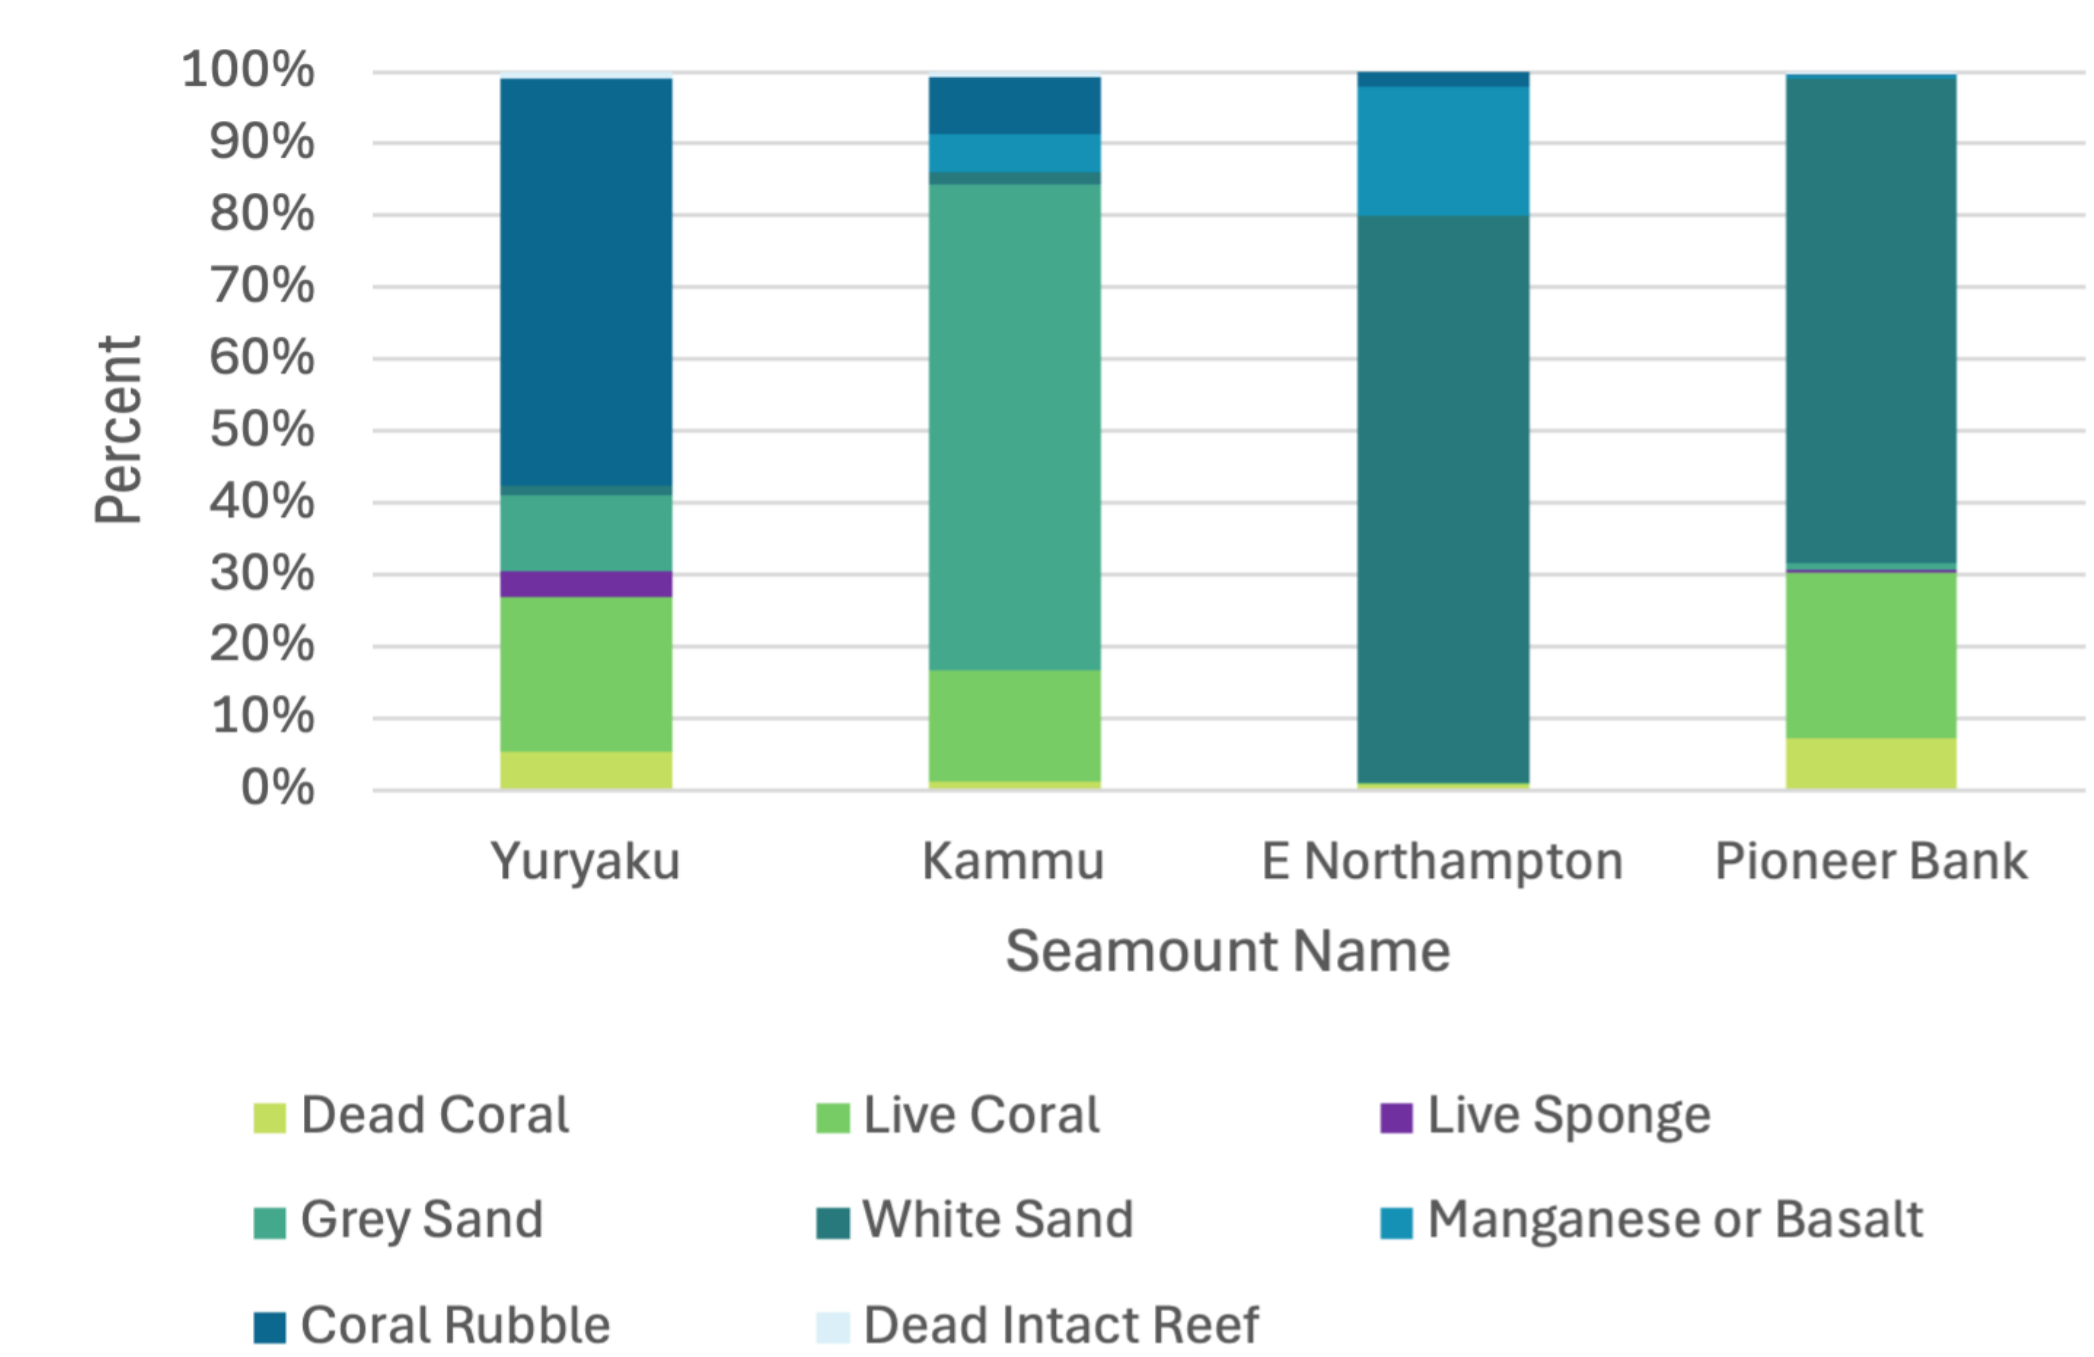 100%
90%
80%
70%
60%
50%
40%
30%
20%
10%
0%
Percent
Yuryaku Kammu E Northampton Pioneer Bank
Seamount Name
Dead Coral Live Coral Live Sponge
Grey Sand White Sand Manganese or Basalt
Coral Rubble Dead Intact Reef